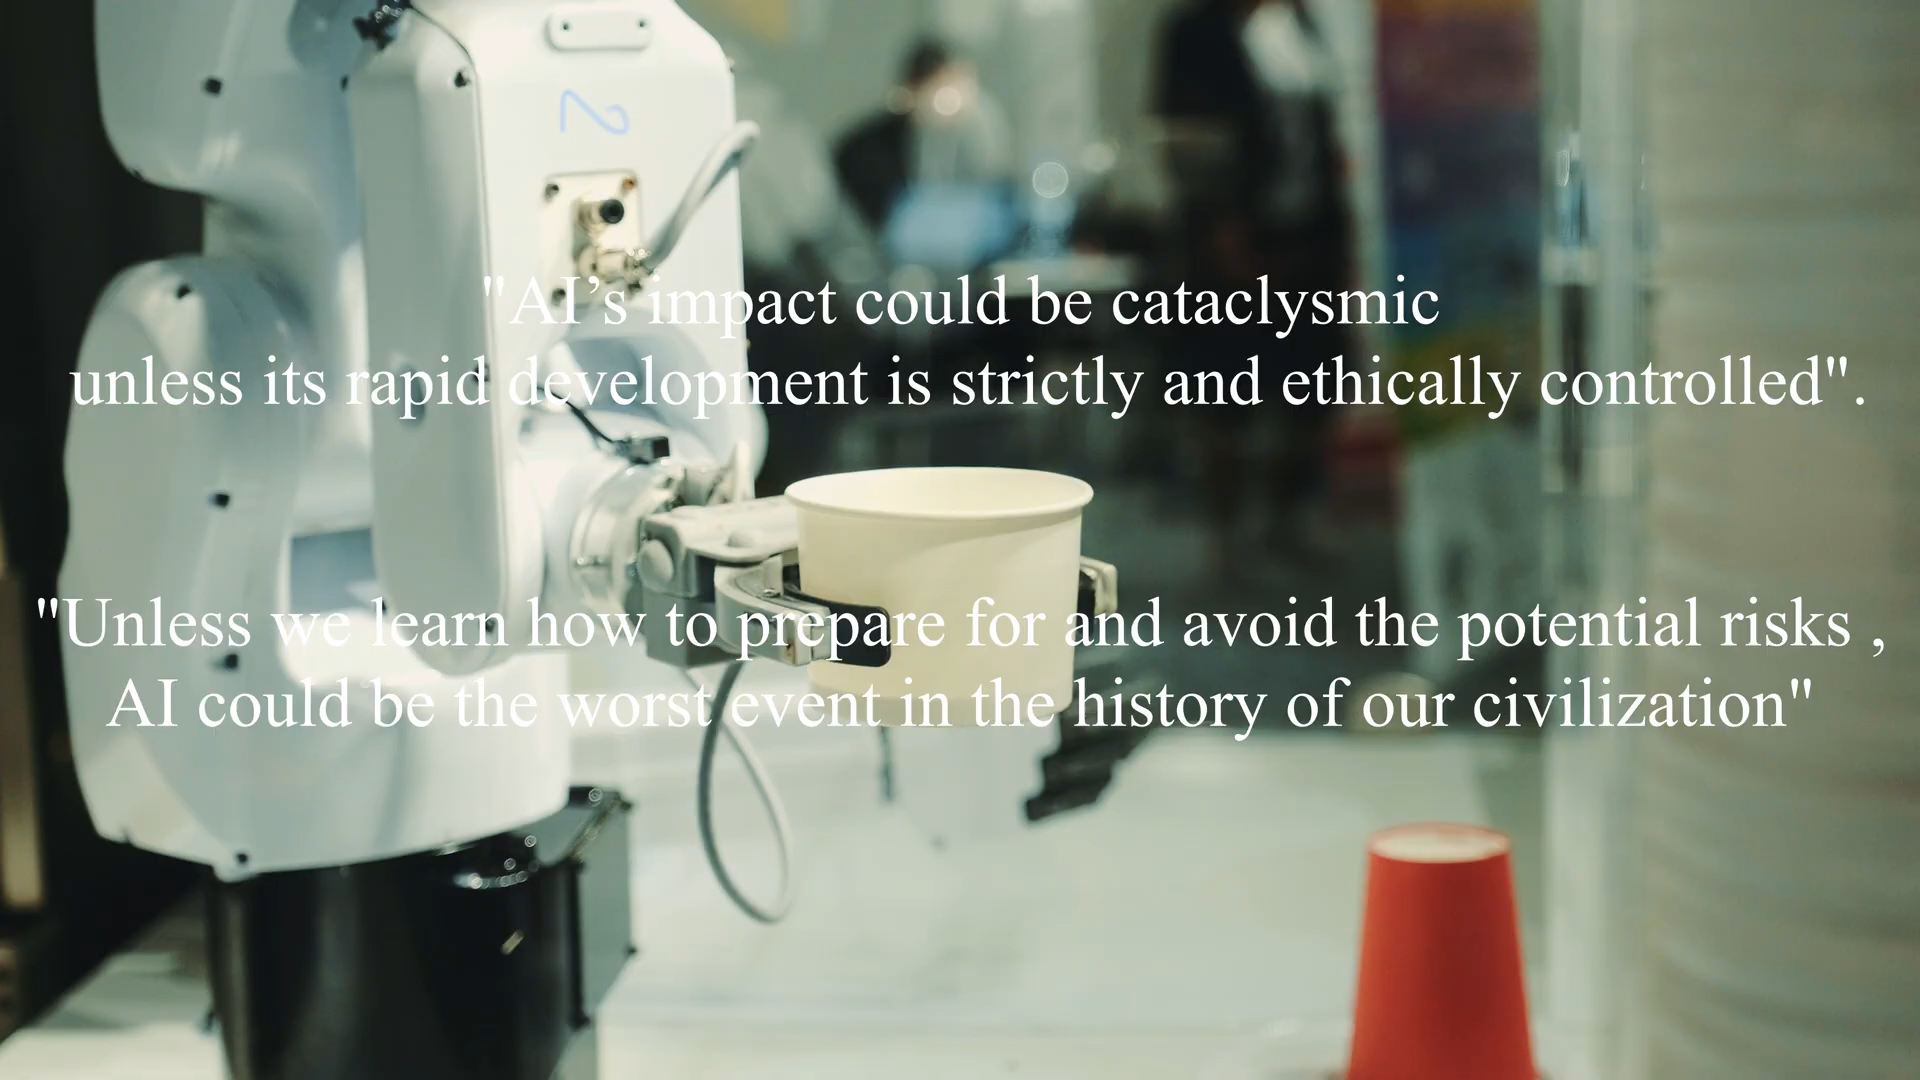 2
"AI’s impact could be cataclysmic
unless its rapid development is strictly and ethically controlled".
"Unless we learn how to prepare for and avoid the potential risks ,
AI could be the worst event in the history of our civilization"